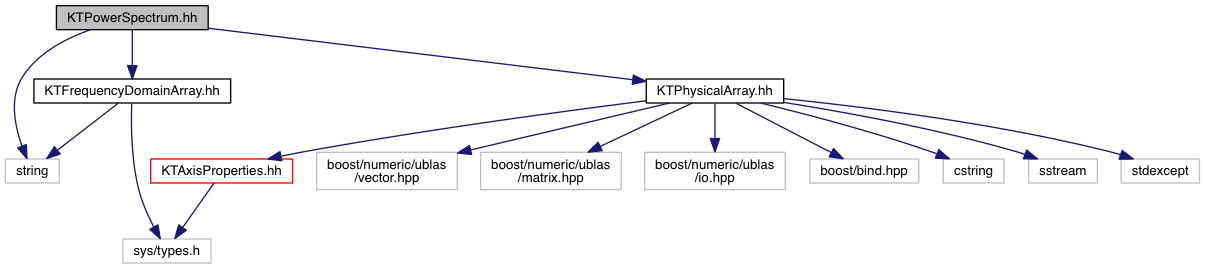 KTPowerSpectrum.hh
KTFrequencyDomainArray.hh
KTPhysicalArray.hh
string
KTAxisProperties.hh
boost/numeric/ublas
/vector.hpp
boost/numeric/ublas
/matrix.hpp
boost/numeric/ublas
/io.hpp
boost/bind.hpp
cstring
sstream
stdexcept
sys/types.h